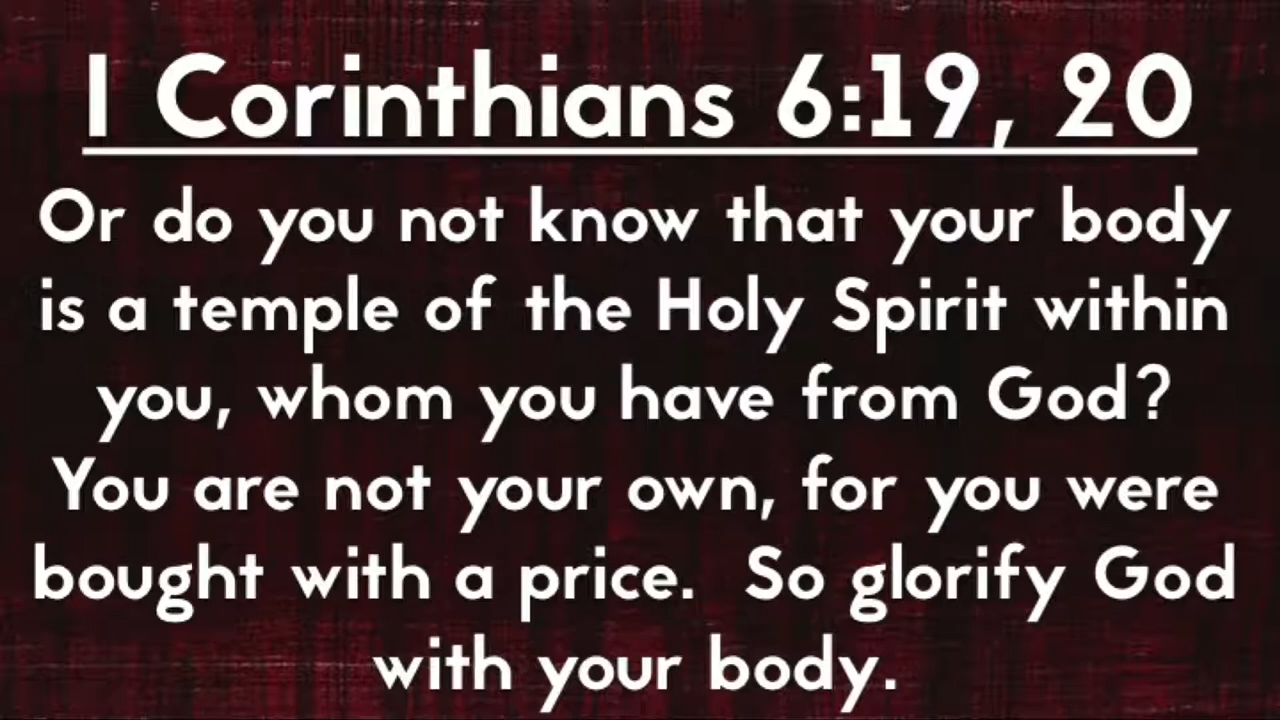 1 Corinthians 6:19, 20
Or do you not know that your body
is a temple of the Holy Spirit within
you, whom you have from God?
You are not your own, for you were
bought with a price.  So glorify God
with your body.